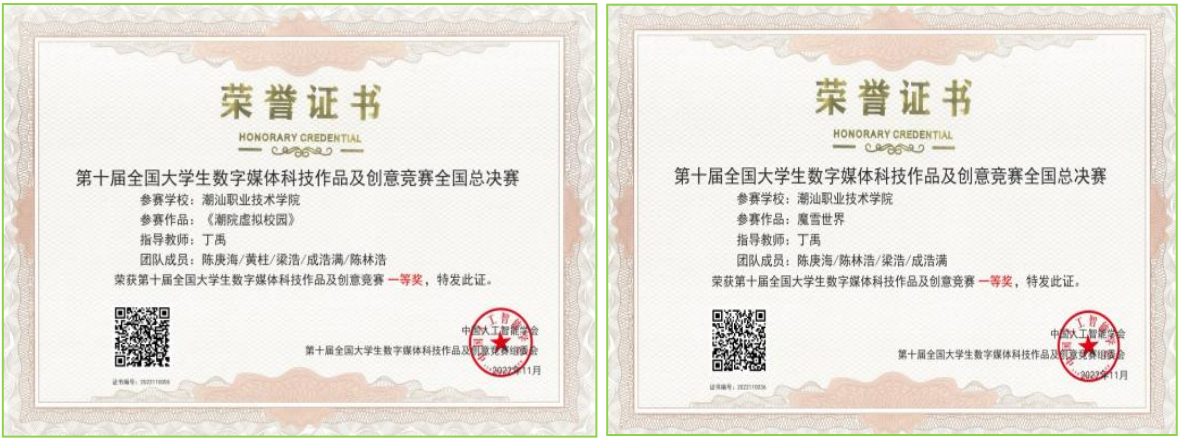 荣誉证书
HONORARY CREDENTIAL
第十届全国大学生数字媒体科技作品及创意竞赛全国总决赛
参赛学校：潮汕职业技术学院
参赛作品：《潮院虚拟校园》
指导教师：丁禹
团队成员：陈庚海/黄柱/梁浩/成浩满/陈林浩
荣获第十届全国大学生数字媒体科技作品及创意竞赛 一等奖，特发此证。
中国人工智能学会
第十届全国大学生数字媒体科技作品及创意竞赛组委会
2022年11月
证书编号：
荣誉证书
HONORARY CREDENTIAL
第十届全国大学生数字媒体科技作品及创意竞赛全国总决赛
参赛学校：潮汕职业技术学院
参赛作品：魔雪世界
指导教师：丁禹
团队成员：陈庚海/陈林浩/梁浩/成浩满
荣获第十届全国大学生数字媒体科技作品及创意竞赛 一等奖，特发此证。
中国人工智能学会
第十届全国大学生数字媒体科技作品及创意竞赛组委会
2022年11月
证书编号：